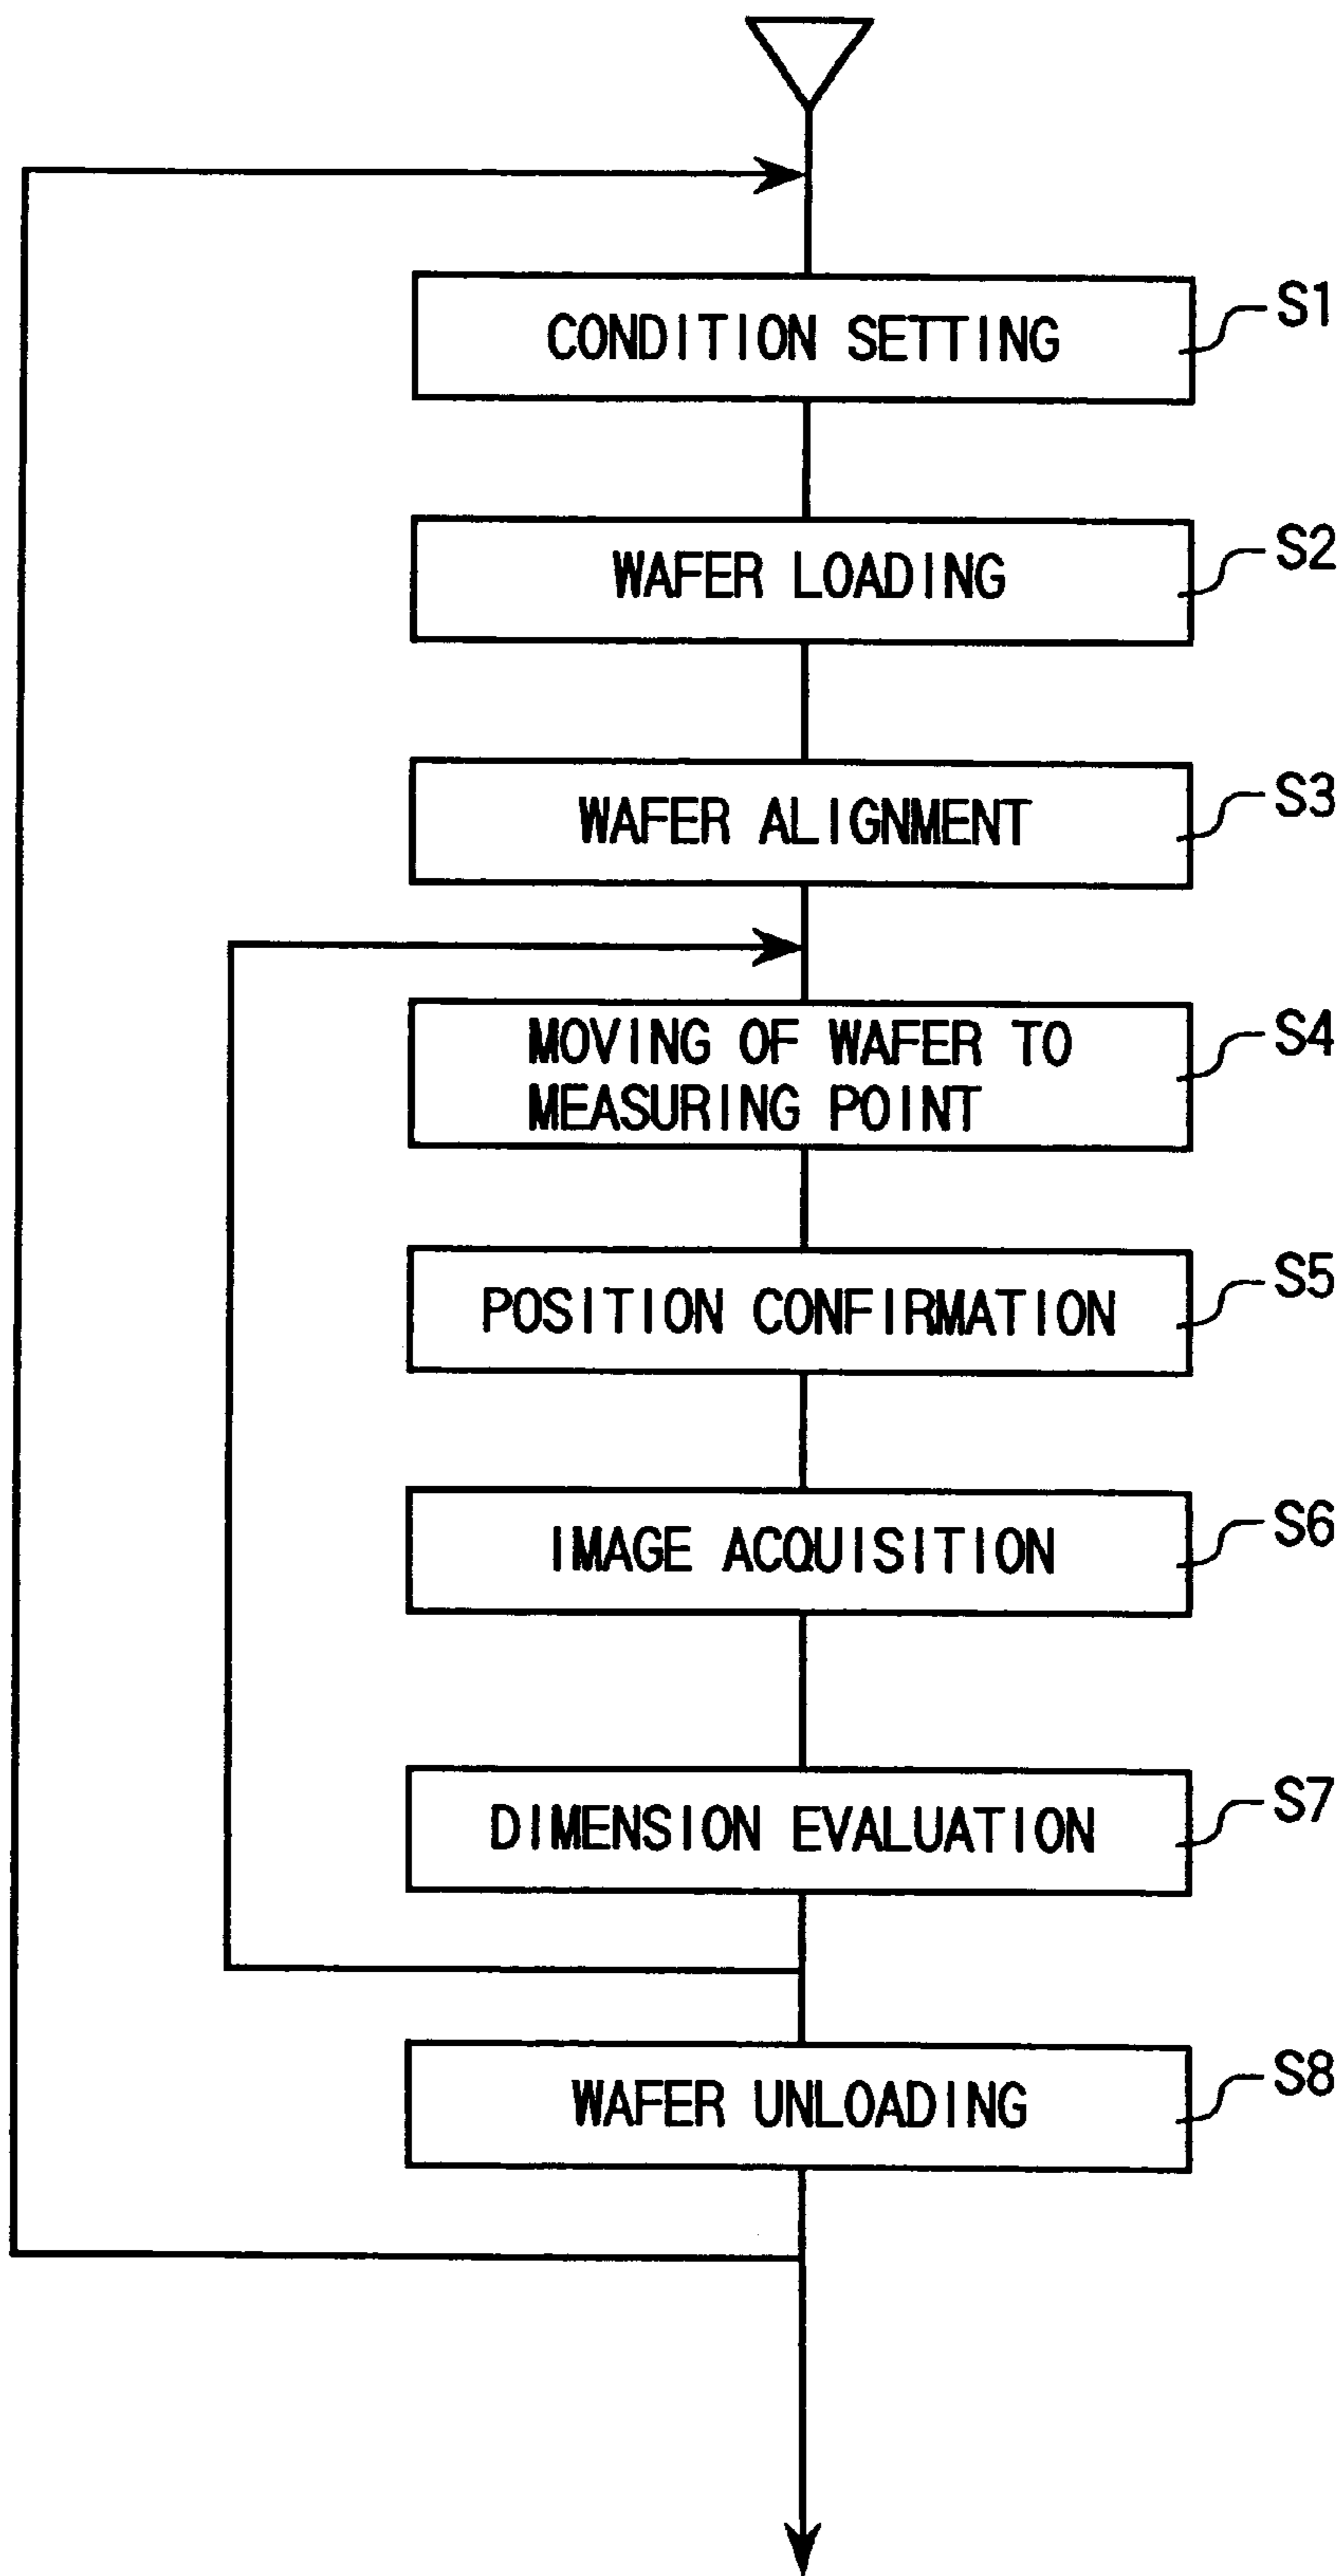 CONDITION SETTING
S1
WAFER LOADING
S2
WAFER ALIGNMENT
S3
MOVING OF WAFER TO
MEASURING POINT
S4
POSITION CONFIRMATION
S5
IMAGE ACQUISITION
S6
DIMENSION EVALUATION
S7
WAFER UNLOADING
S8